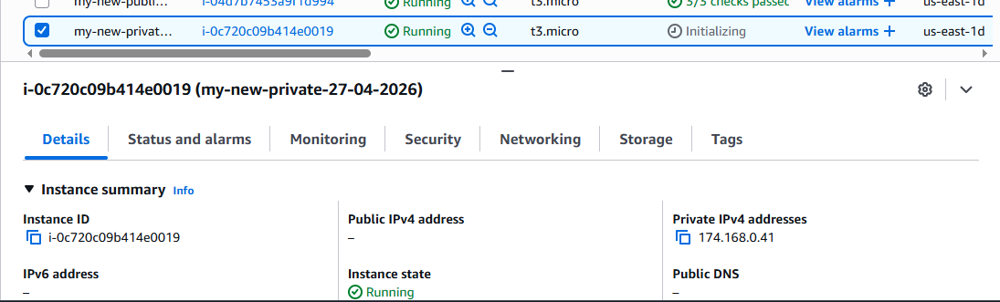 my-new-publ... i-04d7b7453a9f1d994 Running t3.micro 3/3 checks passed View alarms + us-east-1d
my-new-privat... i-0c720c09b414e0019 Running t3.micro Initializing View alarms + us-east-1d
i-0c720c09b414e0019 (my-new-private-27-04-2026)
Details Status and alarms Monitoring Security Networking Storage Tags
Instance summary Info
Instance ID Public IPv4 address Private IPv4 addresses
i-0c720c09b414e0019 – 174.168.0.41
IPv6 address Instance state Public DNS
– Running –